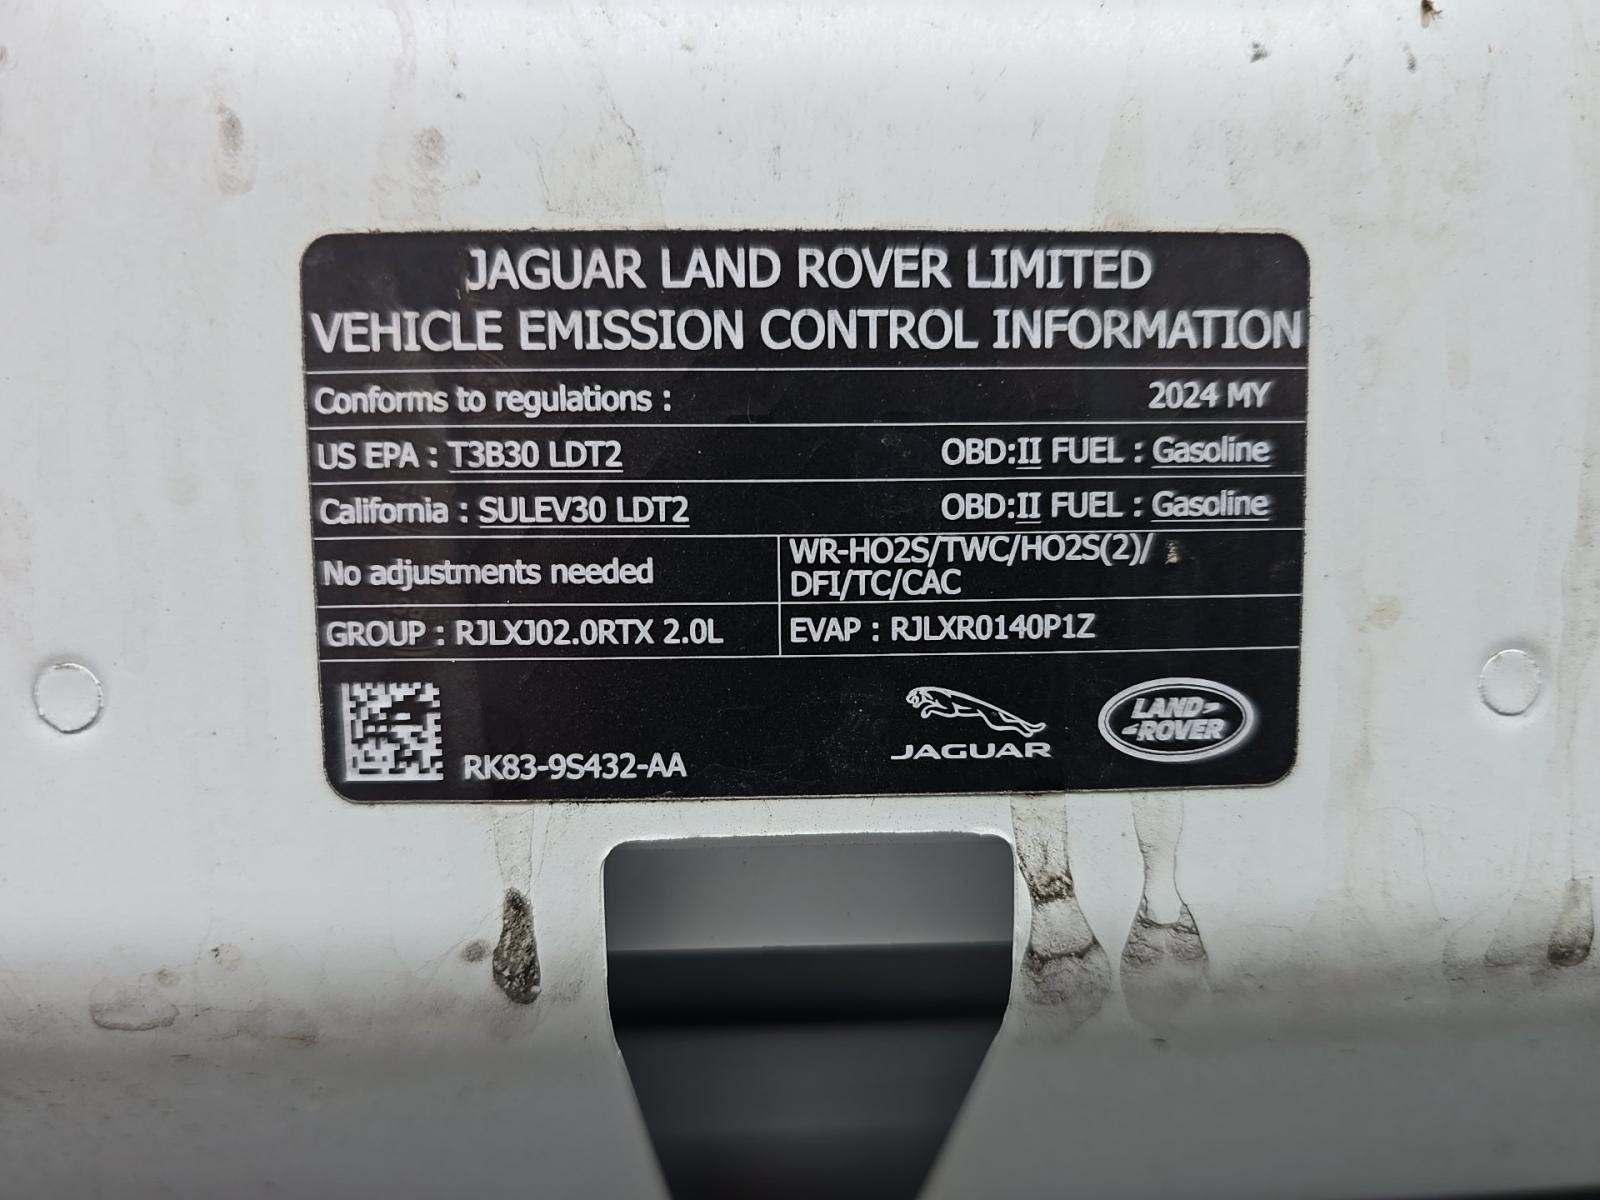 JAGUAR LAND ROVER LIMITED
VEHICLE EMISSION CONTROL INFORMATION
Conforms to regulations : 2024 MY
US EPA : T3B30 LDT2 OBD:II FUEL : Gasoline
California : SULEV30 LDT2 OBD:II FUEL : Gasoline
No adjustments needed
WR-HO2S/TWC/HO2S(2)/
DFI/TC/CAC
GROUP : RJLXJ02.0RTX 2.0L
EVAP : RJLXR0140P1Z
RK83-9S432-AA
JAGUAR
LAND
ROVER